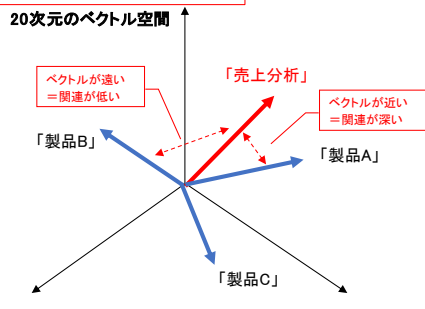 20次元のベクトル空間
ベクトルが遠い
＝関連が低い
「売上分析」
ベクトルが近い
＝関連が深い
「製品B」
「製品A」
「製品C」